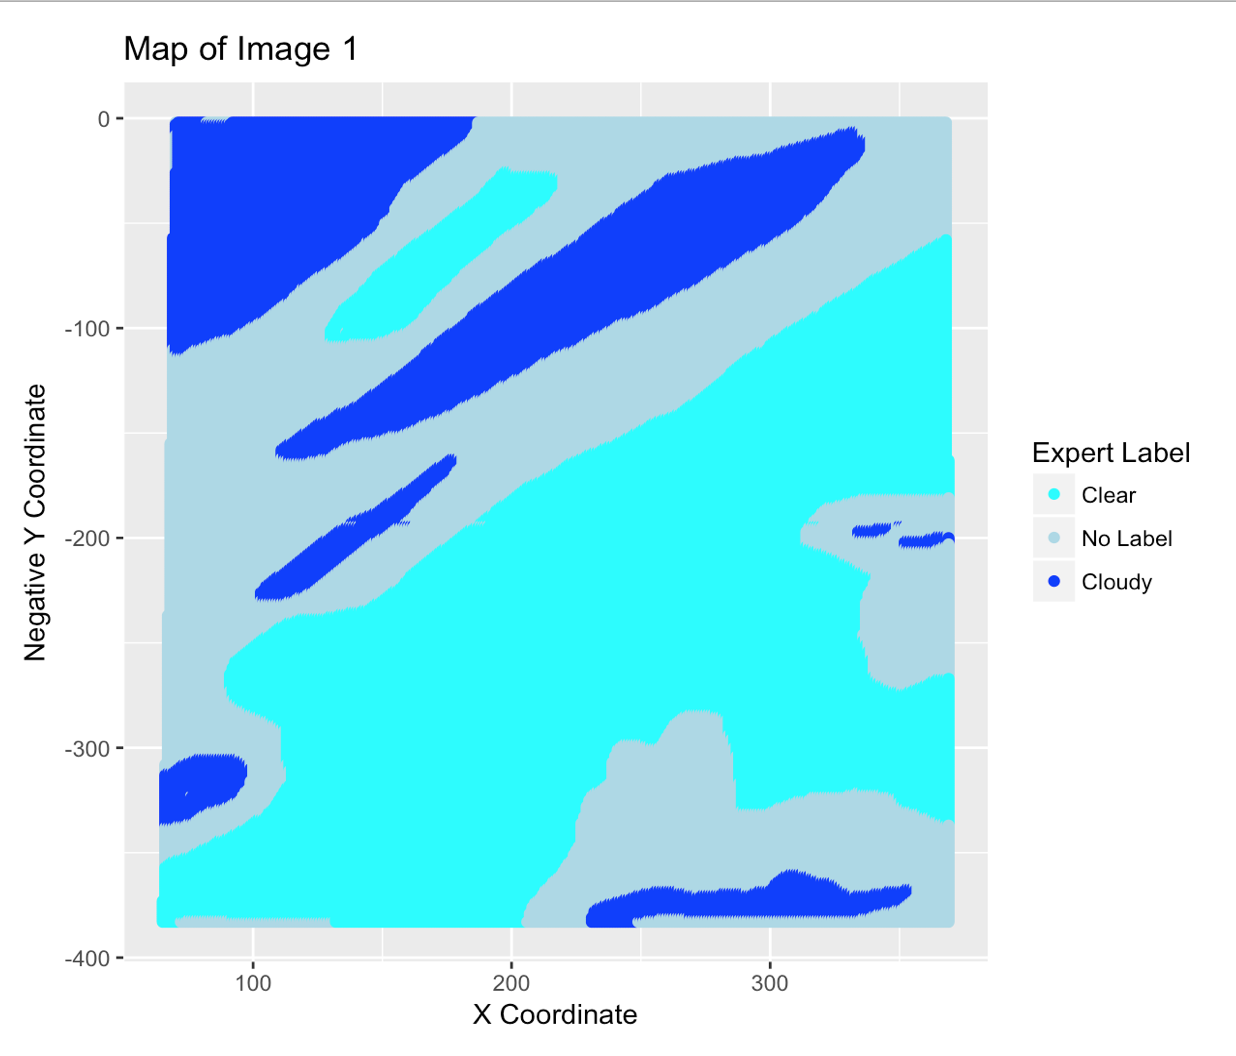 Map of Image 1
0
-100
-200
-300
-400
Negative Y Coordinate
100 200 300
X Coordinate
Expert Label
Clear
No Label
Cloudy